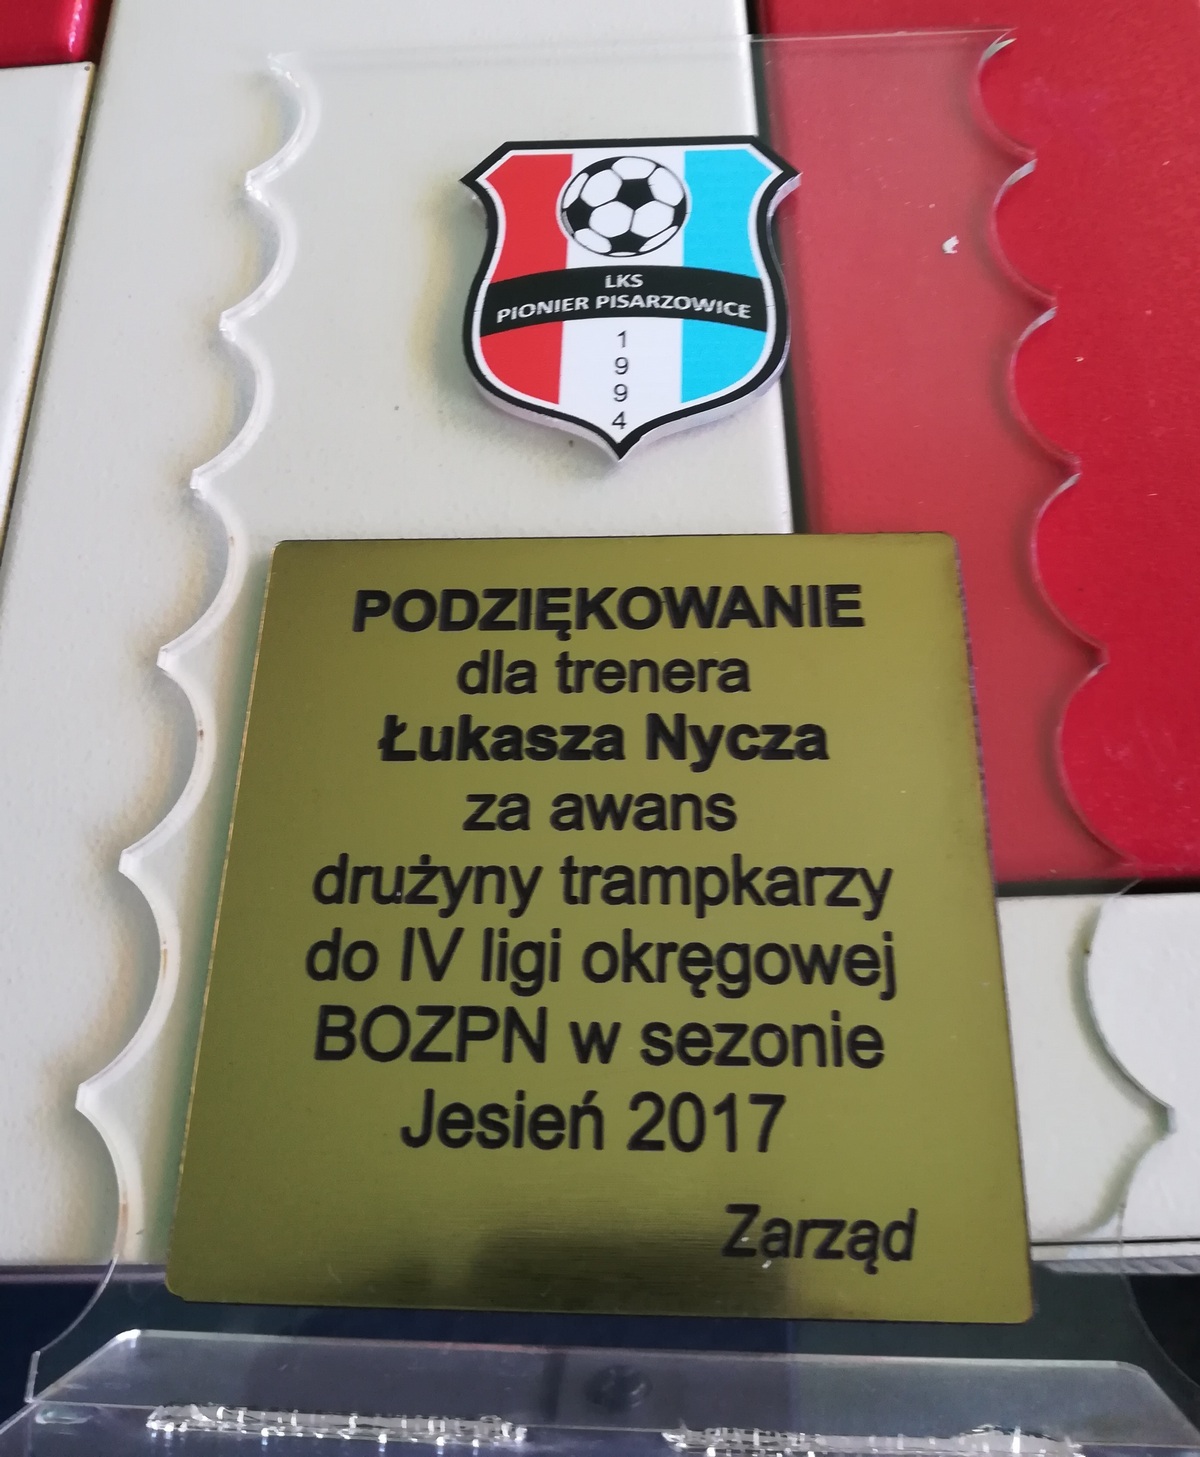 LKS
PIONIER PISARZOWICE
1
9
9
4
PODZIĘKOWANIE
dla trenera
Łukasza Nycza
za awans
drużyny trampkarzy
do IV ligi okręgowej
BOZPN w sezonie
Jesień 2017
Zarząd